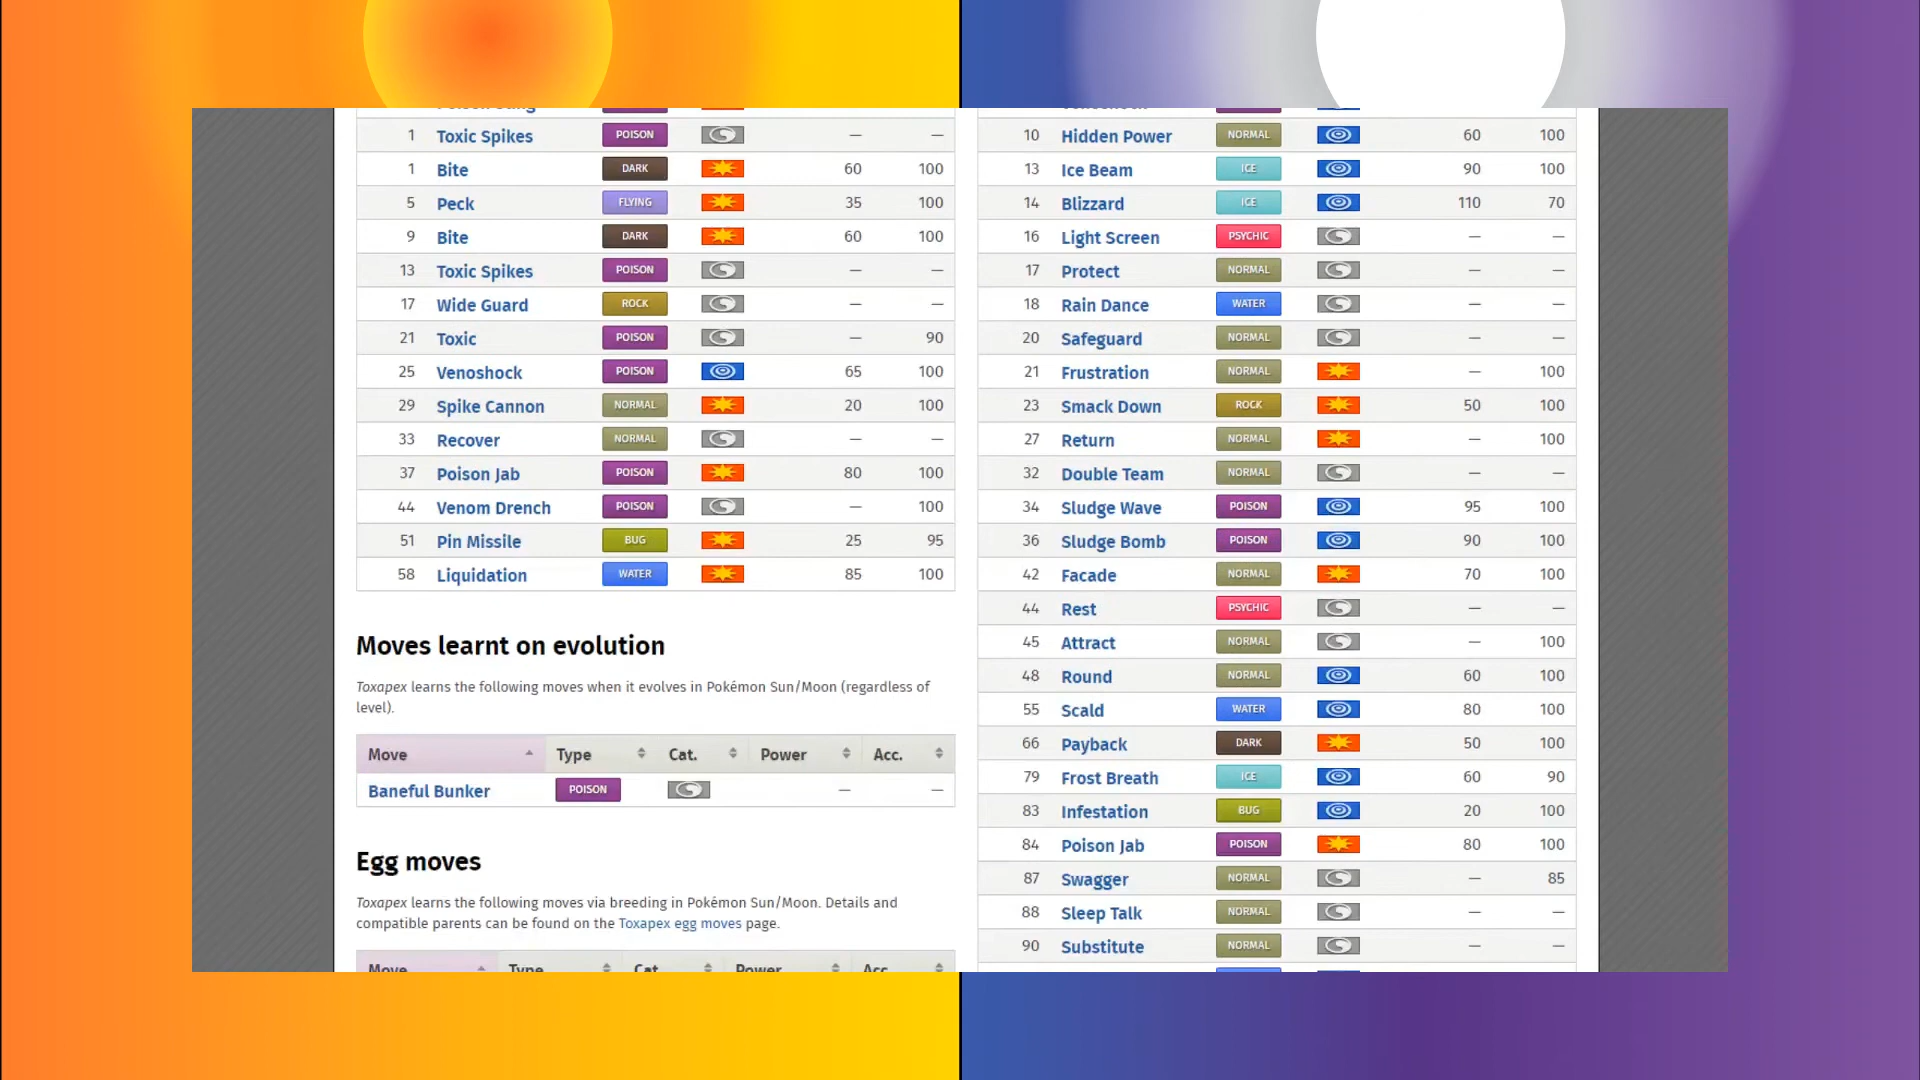 1 Toxic Spikes POISON — —
1 Bite DARK 60 100
5 Peck FLYING 35 100
9 Bite DARK 60 100
13 Toxic Spikes POISON — —
17 Wide Guard ROCK — —
21 Toxic POISON — 90
25 Venoshock POISON 65 100
29 Spike Cannon NORMAL 20 100
33 Recover NORMAL — —
37 Poison Jab POISON 80 100
44 Venom Drench POISON — 100
51 Pin Missile BUG 25 95
58 Liquidation WATER 85 100
Moves learnt on evolution
Toxapex learns the following moves when it evolves in Pokémon Sun/Moon (regardless of
level).
Move Type Cat. Power Acc.
Baneful Bunker POISON — —
Egg moves
Toxapex learns the following moves via breeding in Pokémon Sun/Moon. Details and
compatible parents can be found on the Toxapex egg moves page.
Move Type Cat. Power Acc.
10 Hidden Power NORMAL 60 100
13 Ice Beam ICE 90 100
14 Blizzard ICE 110 70
16 Light Screen PSYCHIC — —
17 Protect NORMAL — —
18 Rain Dance WATER — —
20 Safeguard NORMAL — —
21 Frustration NORMAL — 100
23 Smack Down ROCK 50 100
27 Return NORMAL — 100
32 Double Team NORMAL — —
34 Sludge Wave POISON 95 100
36 Sludge Bomb POISON 90 100
42 Facade NORMAL 70 100
44 Rest PSYCHIC — —
45 Attract NORMAL — 100
48 Round NORMAL 60 100
55 Scald WATER 80 100
66 Payback DARK 50 100
79 Frost Breath ICE 60 90
83 Infestation BUG 20 100
84 Poison Jab POISON 80 100
87 Swagger NORMAL — 85
88 Sleep Talk NORMAL — —
90 Substitute NORMAL — —